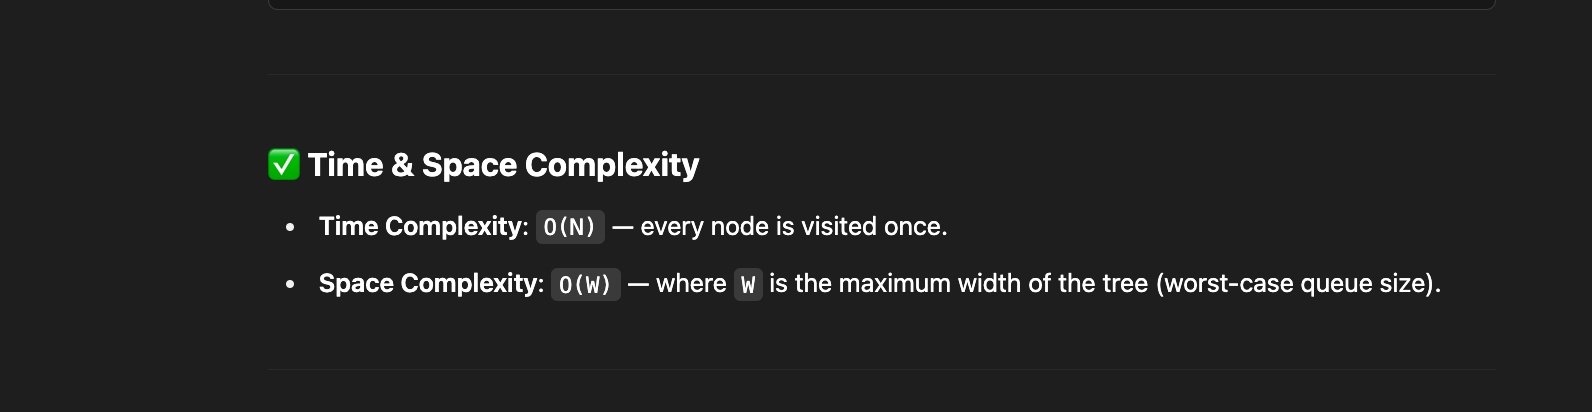 ✅ Time & Space Complexity
• Time Complexity: O(N) — every node is visited once.
• Space Complexity: O(W) — where W is the maximum width of the tree (worst-case queue size).